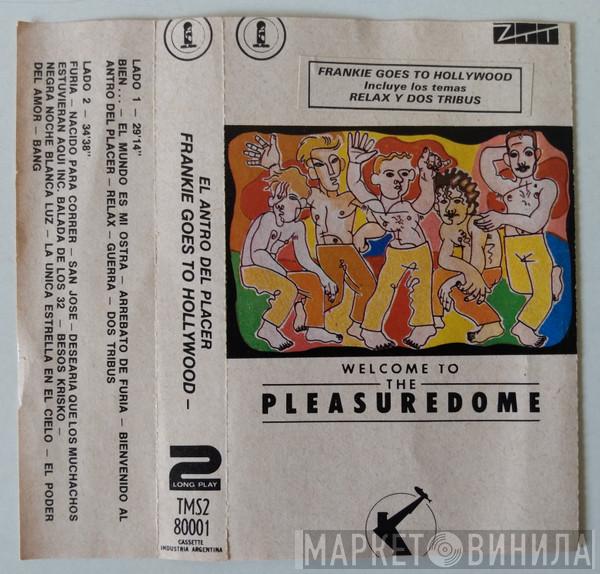 LADO 1 – 29'14"
BIEN... – EL MUNDO ES MI OSTRA – ARREBATO DE FURIA – BIENVENIDO AL
ANTRO DEL PLACER – RELAX – GUERRA – DOS TRIBUS
LADO 2 – 34'38"
FURIA – NACIDO PARA CORRER – SAN JOSE – DESEARIA QUE LOS MUCHACHOS
ESTUVIERAN AQUI INC. BALADA DE LOS 32 – BESOS KRISKO –
NEGRA NOCHE BLANCA LUZ – LA UNICA ESTRELLA EN EL CIELO – EL PODER
DEL AMOR – BANG
EL ANTRO DEL PLACER
FRANKIE GOES TO HOLLYWOOD –
2
LONG PLAY
TMS2
80001
CASSETTE
INDUSTRIA ARGENTINA
ZTT
FRANKIE GOES TO HOLLYWOOD
Incluye los temas
RELAX Y DOS TRIBUS
WELCOME TO
THE
PLEASUREDOME
МАРКЕТ ВИНИЛА